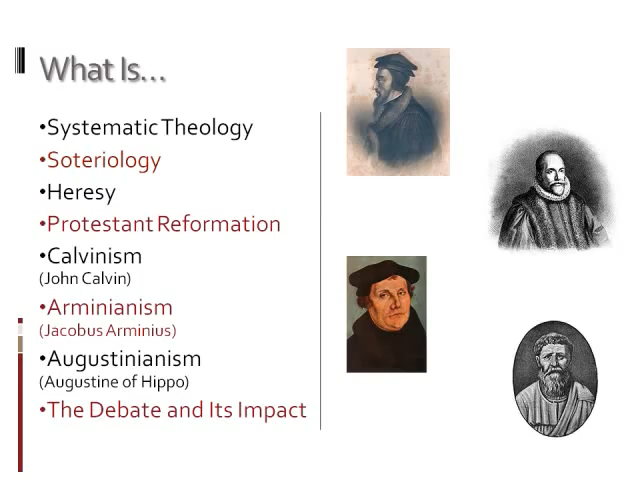 What Is...
•Systematic Theology
•Soteriology
•Heresy
•Protestant Reformation
•Calvinism
(John Calvin)
•Arminianism
(Jacobus Arminius)
•Augustinianism
(Augustine of Hippo)
•The Debate and Its Impact